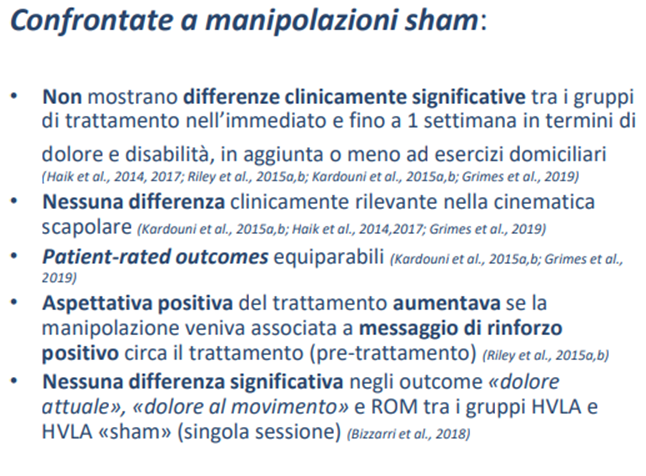 Confrontate a manipolazioni sham:
• Non mostrano differenze clinicamente significative tra i gruppi
di trattamento nell'immediato e fino a 1 settimana in termini di
dolore e disabilità, in aggiunta o meno ad esercizi domiciliari
(Haik et al., 2014, 2017; Riley et al., 2015a,b; Kardouni et al., 2015a,b; Grimes et al., 2019)
• Nessuna differenza clinicamente rilevante nella cinematica
scapolare (Kardouni et al., 2015a,b; Haik et al., 2014,2017; Grimes et al., 2019)
• Patient-rated outcomes equiparabili (Kardouni et al., 2015a,b; Grimes et al.,
2019)
• Aspettativa positiva del trattamento aumentava se la
manipolazione veniva associata a messaggio di rinforzo
positivo circa il trattamento (pre-trattamento) (Riley et al., 2015a,b)
• Nessuna differenza significativa negli outcome «dolore
attuale», «dolore al movimento» e ROM tra i gruppi HVLA e
HVLA «sham» (singola sessione) (Bizzarri et al., 2018)